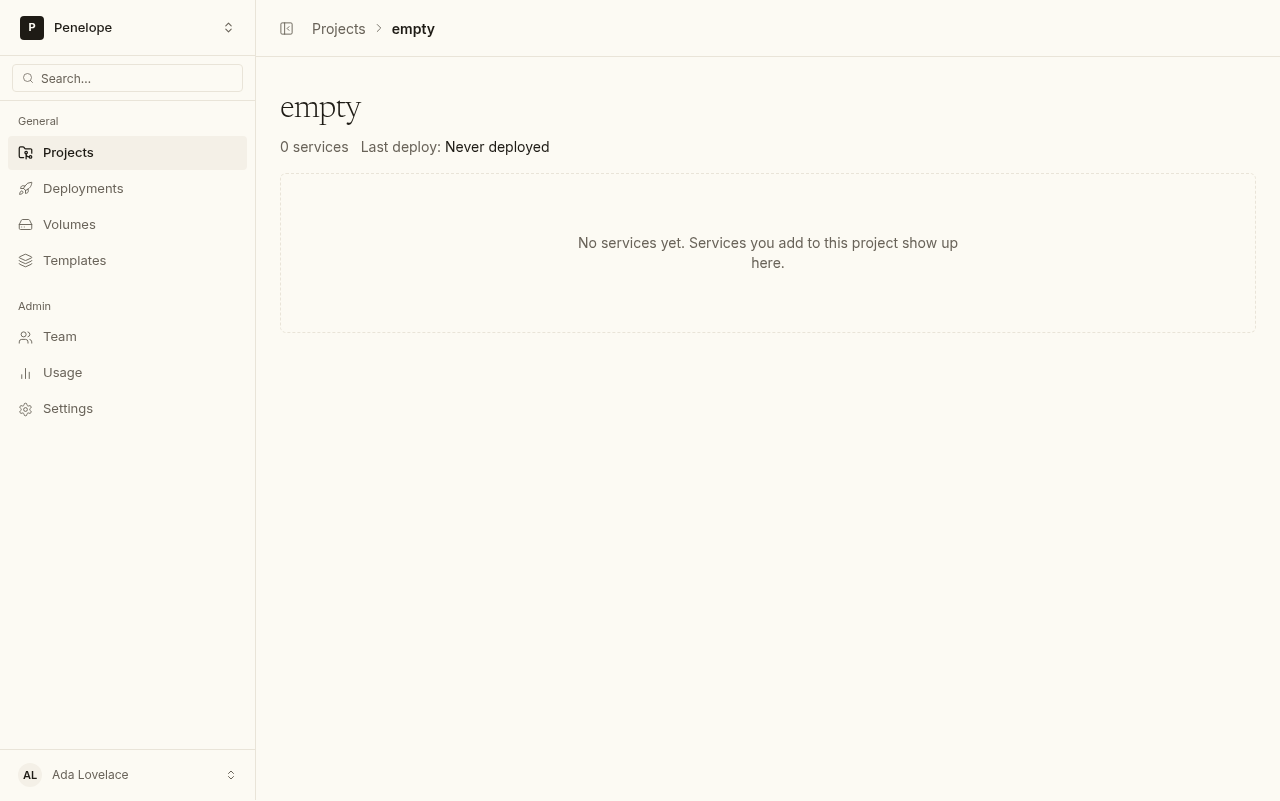 P
Penelope
Search...
General
Projects
Deployments
Volumes
Templates
Admin
Team
Usage
Settings
AL
Ada Lovelace
Projects
empty
empty
0 services Last deploy: Never deployed
No services yet. Services you add to this project show up
here.